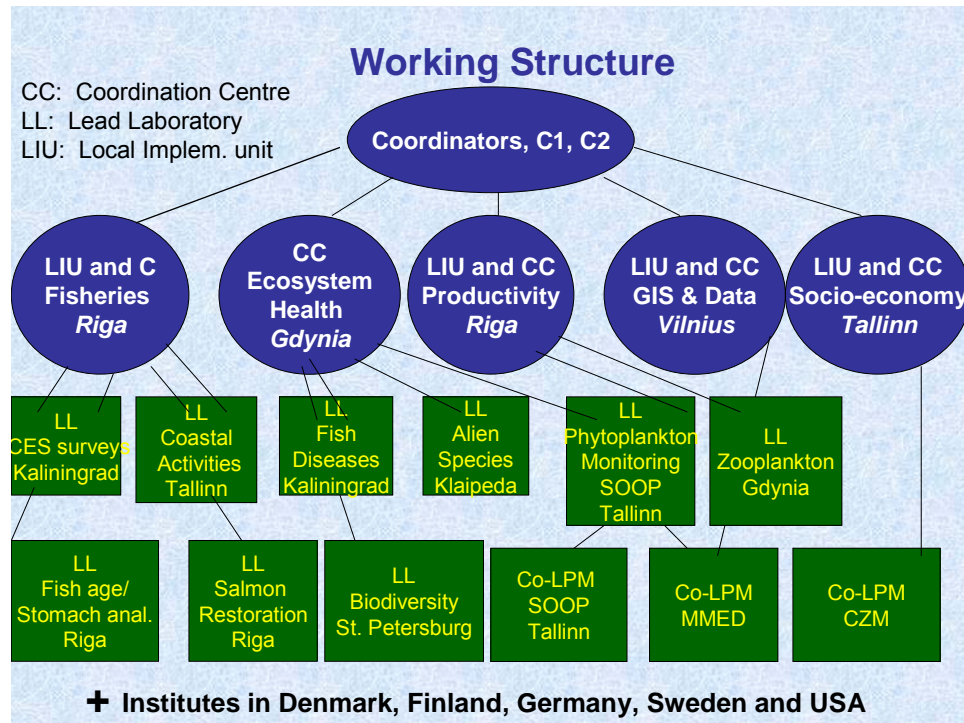 Working Structure
CC: Coordination Centre
LL: Lead Laboratory
LIU: Local Implem. unit
Coordinators, C1, C2
LIU and C
Fisheries
Riga
CC
Ecosystem
Health
Gdynia
LIU and CC
Productivity
Riga
LIU and CC
GIS & Data
Vilnius
LIU and CC
Socio-economy
Tallinn
LL
CES surveys
Kaliningrad
LL
Coastal
Activities
Tallinn
LL
Fish
Diseases
Kaliningrad
LL
Alien
Species
Klaipeda
LL
Phytoplankton
Monitoring
SOOP
Tallinn
LL
Zooplankton
Gdynia
LL
Fish age/
Stomach anal.
Riga
LL
Salmon
Restoration
Riga
LL
Biodiversity
St. Petersburg
Co-LPM
SOOP
Tallinn
Co-LPM
MMED
Co-LPM
CZM
+ Institutes in Denmark, Finland, Germany, Sweden and USA